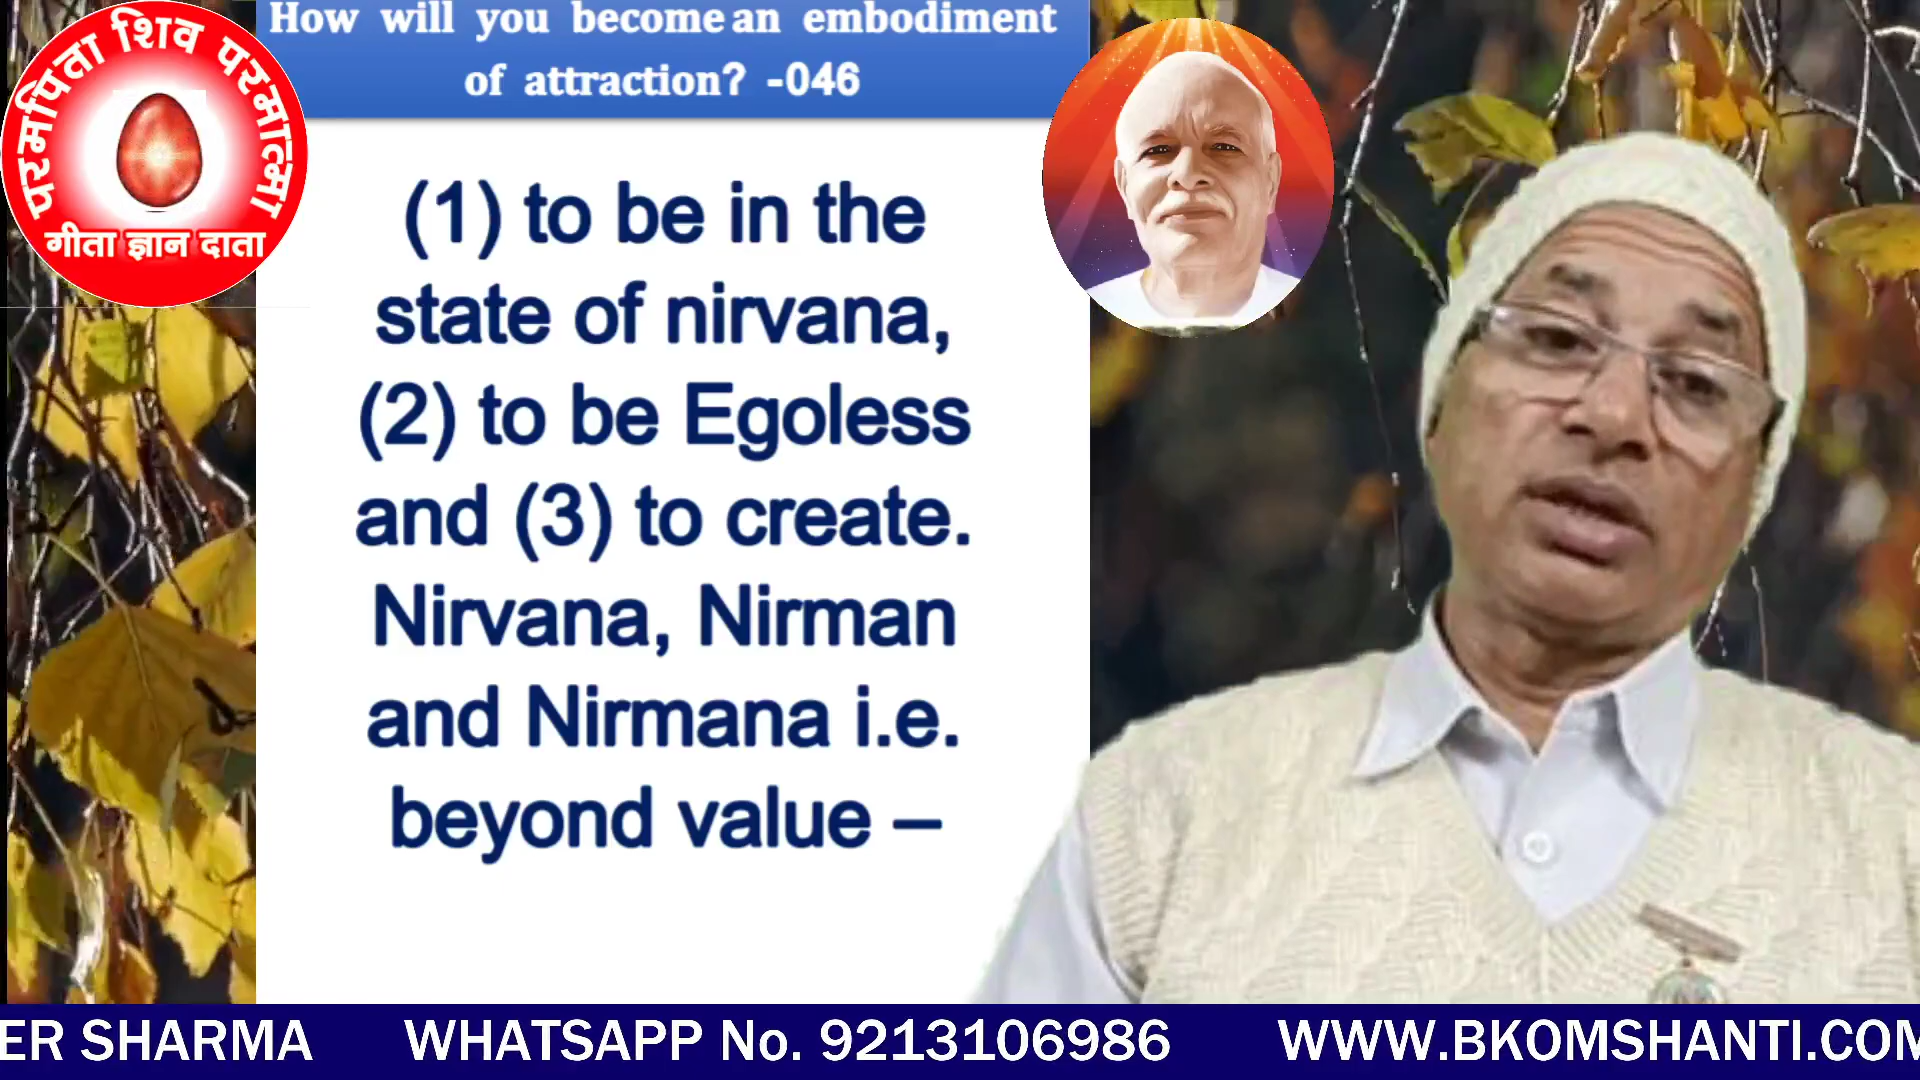 परमपिता शिव परमात्मा
गीता ज्ञान दाता
How will you become an embodiment
of attraction? -046
(1) to be in the
state of nirvana,
(2) to be Egoless
and (3) to create.
Nirvana, Nirman
and Nirmana i.e.
beyond value –
ER SHARMA WHATSAPP No. 9213106986 WWW.BKOMSHANTI.COM